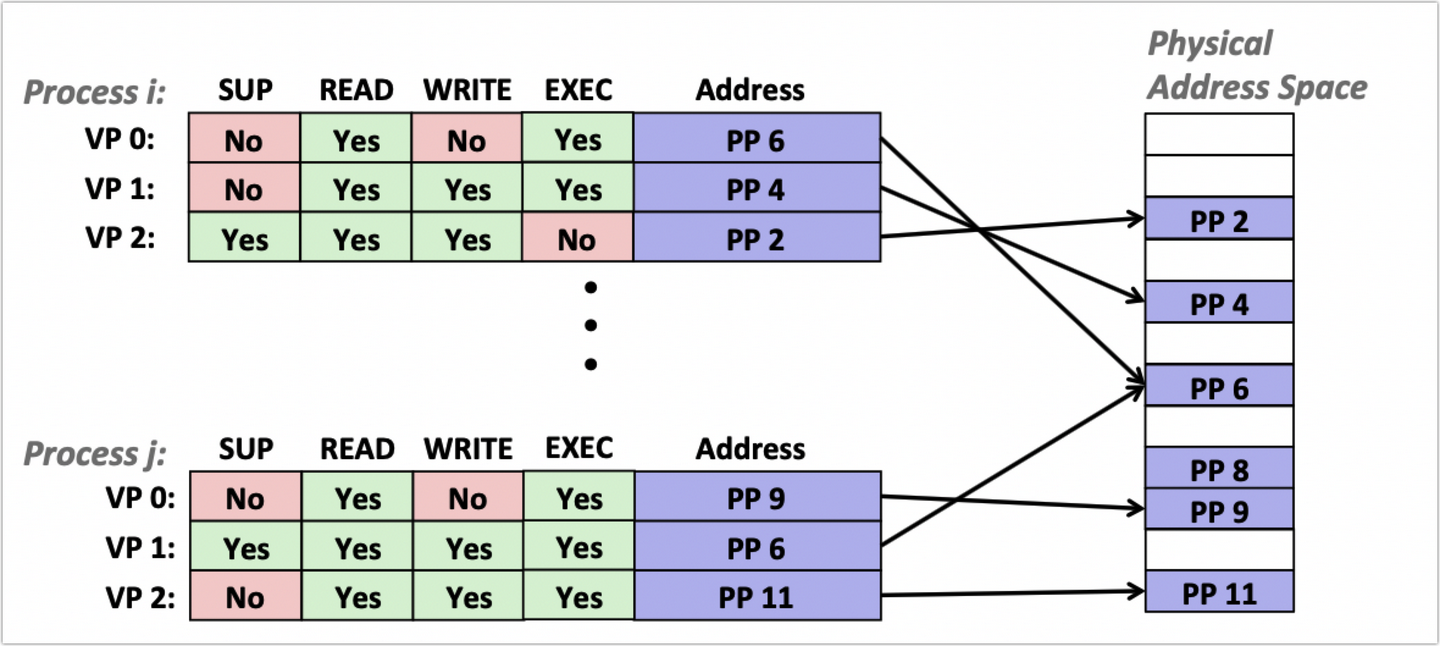 Physical
Address Space
Process i: SUP READ WRITE EXEC Address
VP 0: No Yes No Yes PP 6
VP 1: No Yes Yes Yes PP 4
VP 2: Yes Yes Yes No PP 2
PP 2
PP 4
PP 6
PP 8
PP 9
PP 11
Process j: SUP READ WRITE EXEC Address
VP 0: No Yes No Yes PP 9
VP 1: Yes Yes Yes Yes PP 6
VP 2: No Yes Yes Yes PP 11